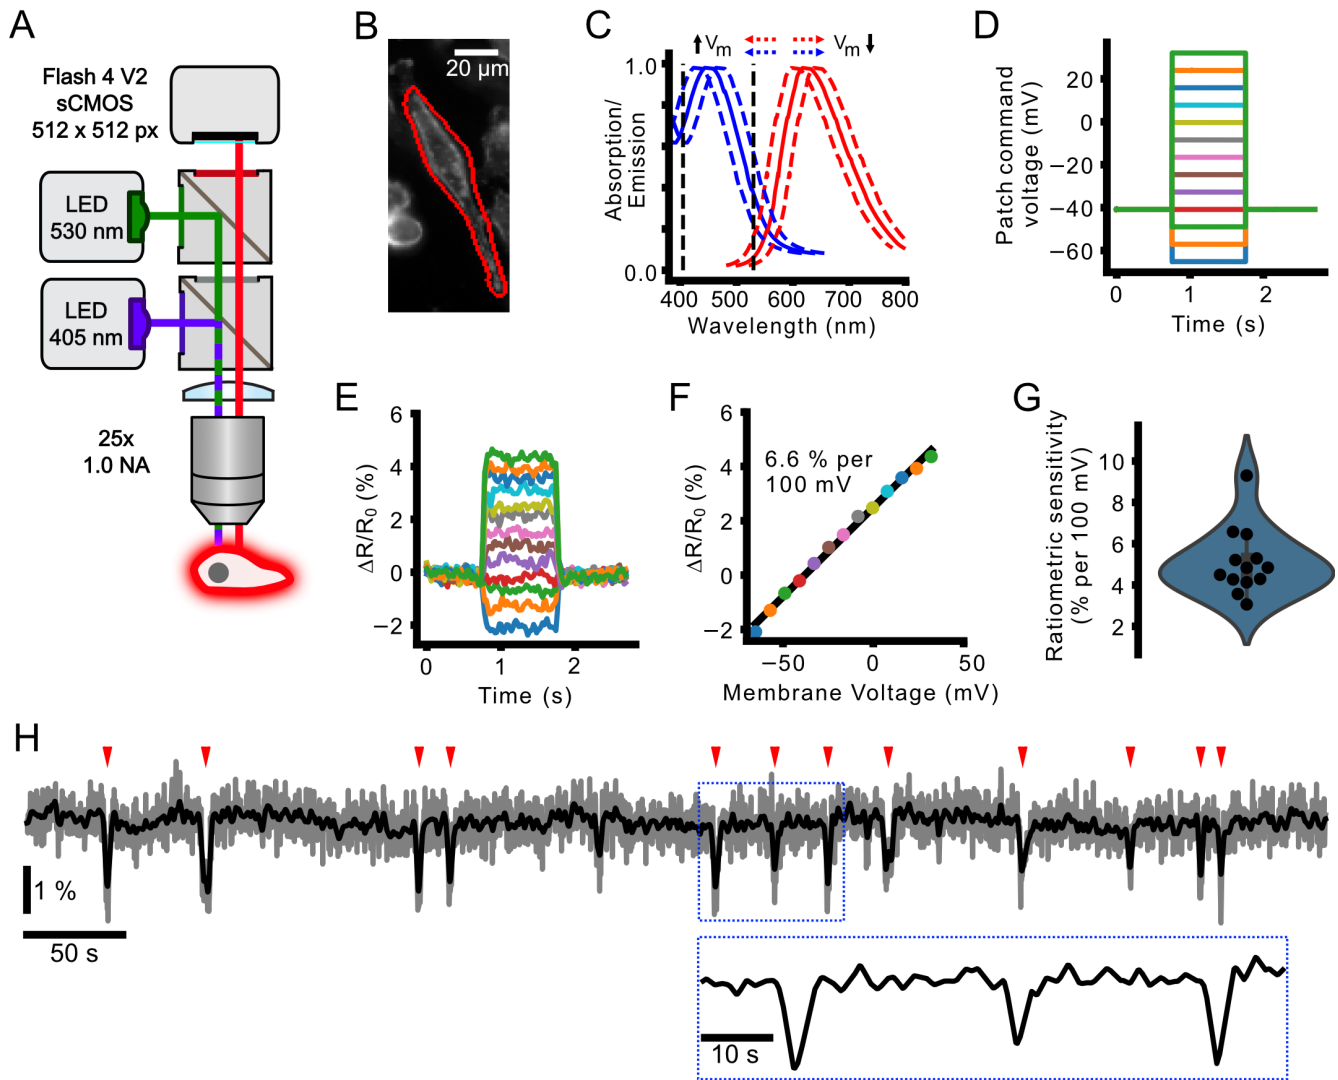 A
Flash 4 V2
sCMOS
512 x 512 px
LED
530 nm
LED
405 nm
25x
1.0 NA
B
20 μm
C
Vm
Vm
1.0
0.0
Absorption/
Emission
400 500 600 700 800
Wavelength (nm)
D
20
0
−20
−40
−60
Patch command
voltage (mV)
0 1 2
Time (s)
E
6
4
2
0
−2
ΔR/R0 (%)
0 1 2
Time (s)
F
6
4
2
0
−2
ΔR/R0 (%)
6.6 % per
100 mV
−50 0 50
Membrane Voltage (mV)
G
10
8
6
4
2
Ratiometric sensitivity
(% per 100 mV)
H
1 %
50 s
10 s